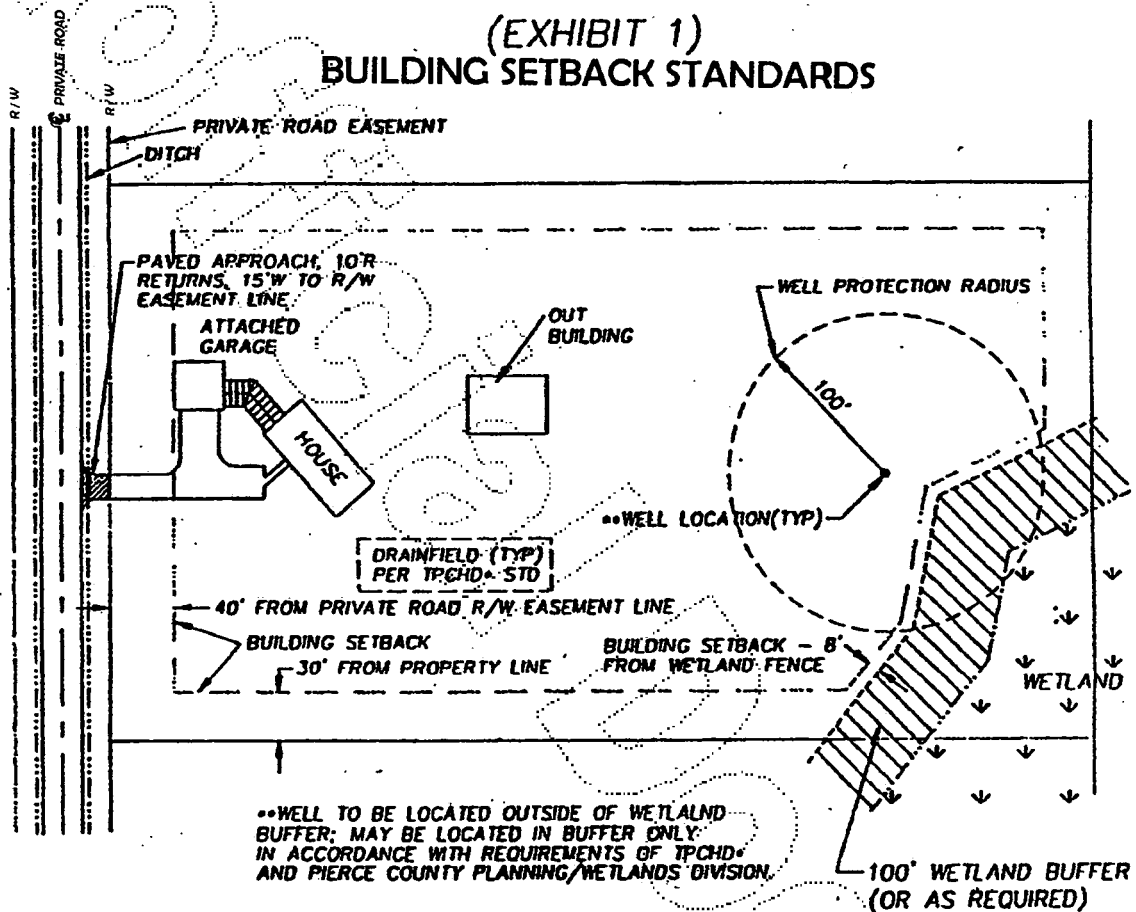 (EXHIBIT 1)
BUILDING SETBACK STANDARDS
R/W
℄ PRIVATE ROAD
R/W
PRIVATE ROAD EASEMENT
DITCH
PAVED APPROACH, 10'R
RETURNS, 15'W TO R/W
EASEMENT LINE
ATTACHED
GARAGE
HOUSE
OUT
BUILDING
WELL PROTECTION RADIUS
100'
**WELL LOCATION(TYP)
DRAINFIELD (TYP)
PER TPCHD* STD
40' FROM PRIVATE ROAD R/W EASEMENT LINE
BUILDING SETBACK
30' FROM PROPERTY LINE
BUILDING SETBACK - 8'
FROM WETLAND FENCE
WETLAND
**WELL TO BE LOCATED OUTSIDE OF WETLALND
BUFFER; MAY BE LOCATED IN BUFFER ONLY
IN ACCORDANCE WITH REQUIREMENTS OF TPCHD*
AND PIERCE COUNTY PLANNING/WETLANDS DIVISION.
100' WETLAND BUFFER
(OR AS REQUIRED)